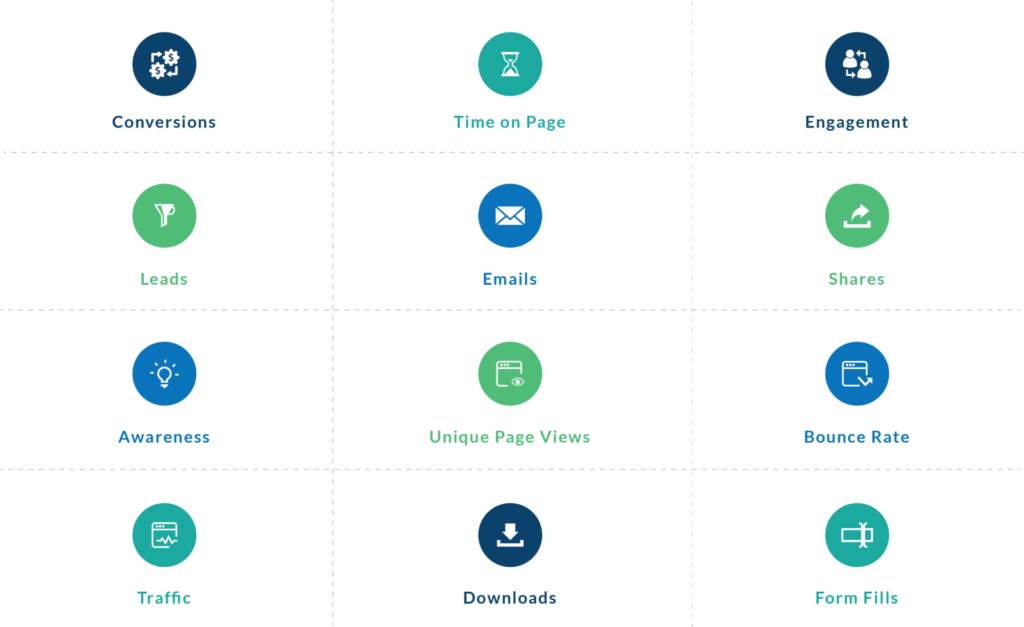 Conversions
Time on Page
Engagement
Leads
Emails
Shares
Awareness
Unique Page Views
Bounce Rate
Traffic
Downloads
Form Fills